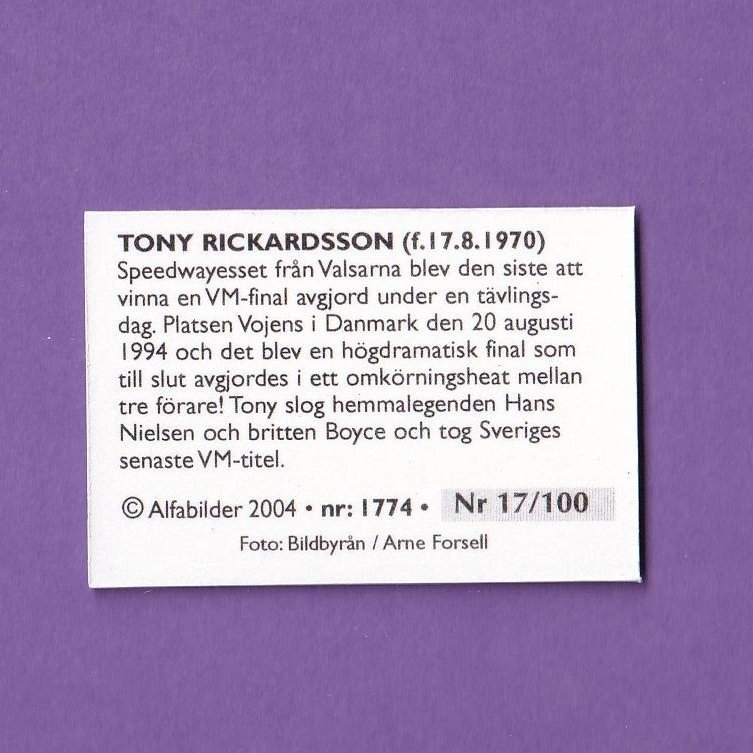 TONY RICKARDSSON (f.17.8.1970)
Speedwayesset från Valsarna blev den siste att
vinna en VM-final avgjord under en tävlings-
dag. Platsen Vojens i Danmark den 20 augusti
1994 och det blev en högdramatisk final som
till slut avgjordes i ett omkörningsheat mellan
tre förare! Tony slog hemmalegenden Hans
Nielsen och britten Boyce och tog Sveriges
senaste VM-titel.
© Alfabilder 2004 • nr: 1774 • Nr 17/100
Foto: Bildbyrån / Arne Forsell